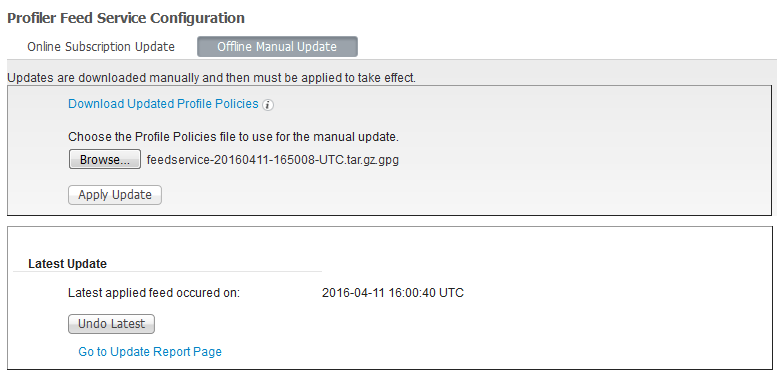 Profiler Feed Service Configuration
Online Subscription Update Offline Manual Update
Updates are downloaded manually and then must be applied to take effect.
Download Updated Profile Policies i
Choose the Profile Policies file to use for the manual update.
Browse... feedservice-20160411-165008-UTC.tar.gz.gpg
Apply Update
Latest Update
Latest applied feed occured on: 2016-04-11 16:00:40 UTC
Undo Latest
Go to Update Report Page